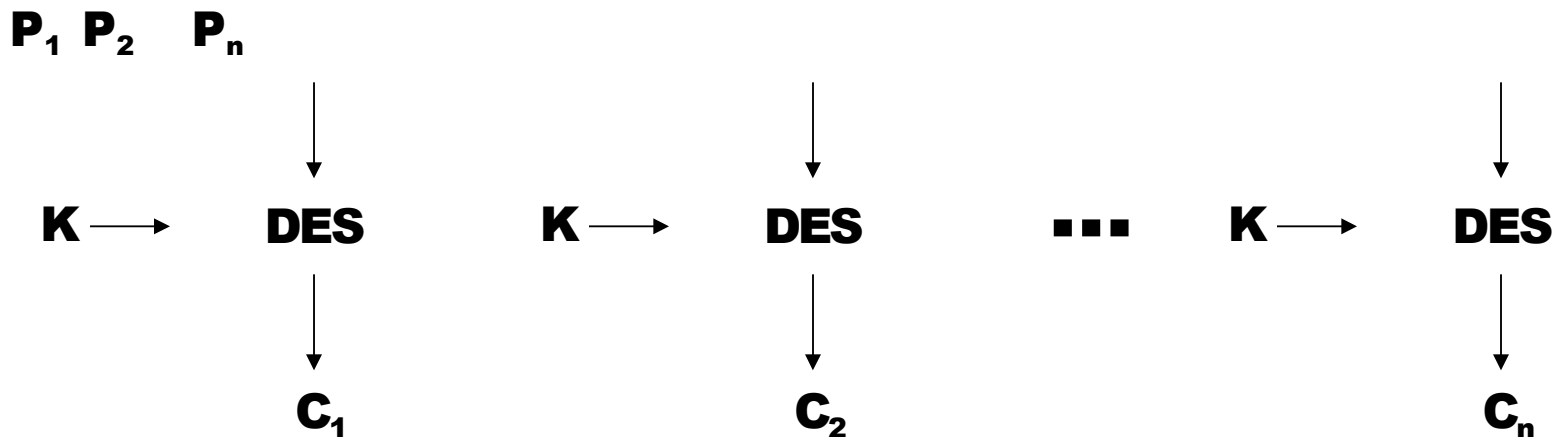 P₁ P₂ Pₙ
K DES K DES ... K DES
C₁ C₂ Cₙ